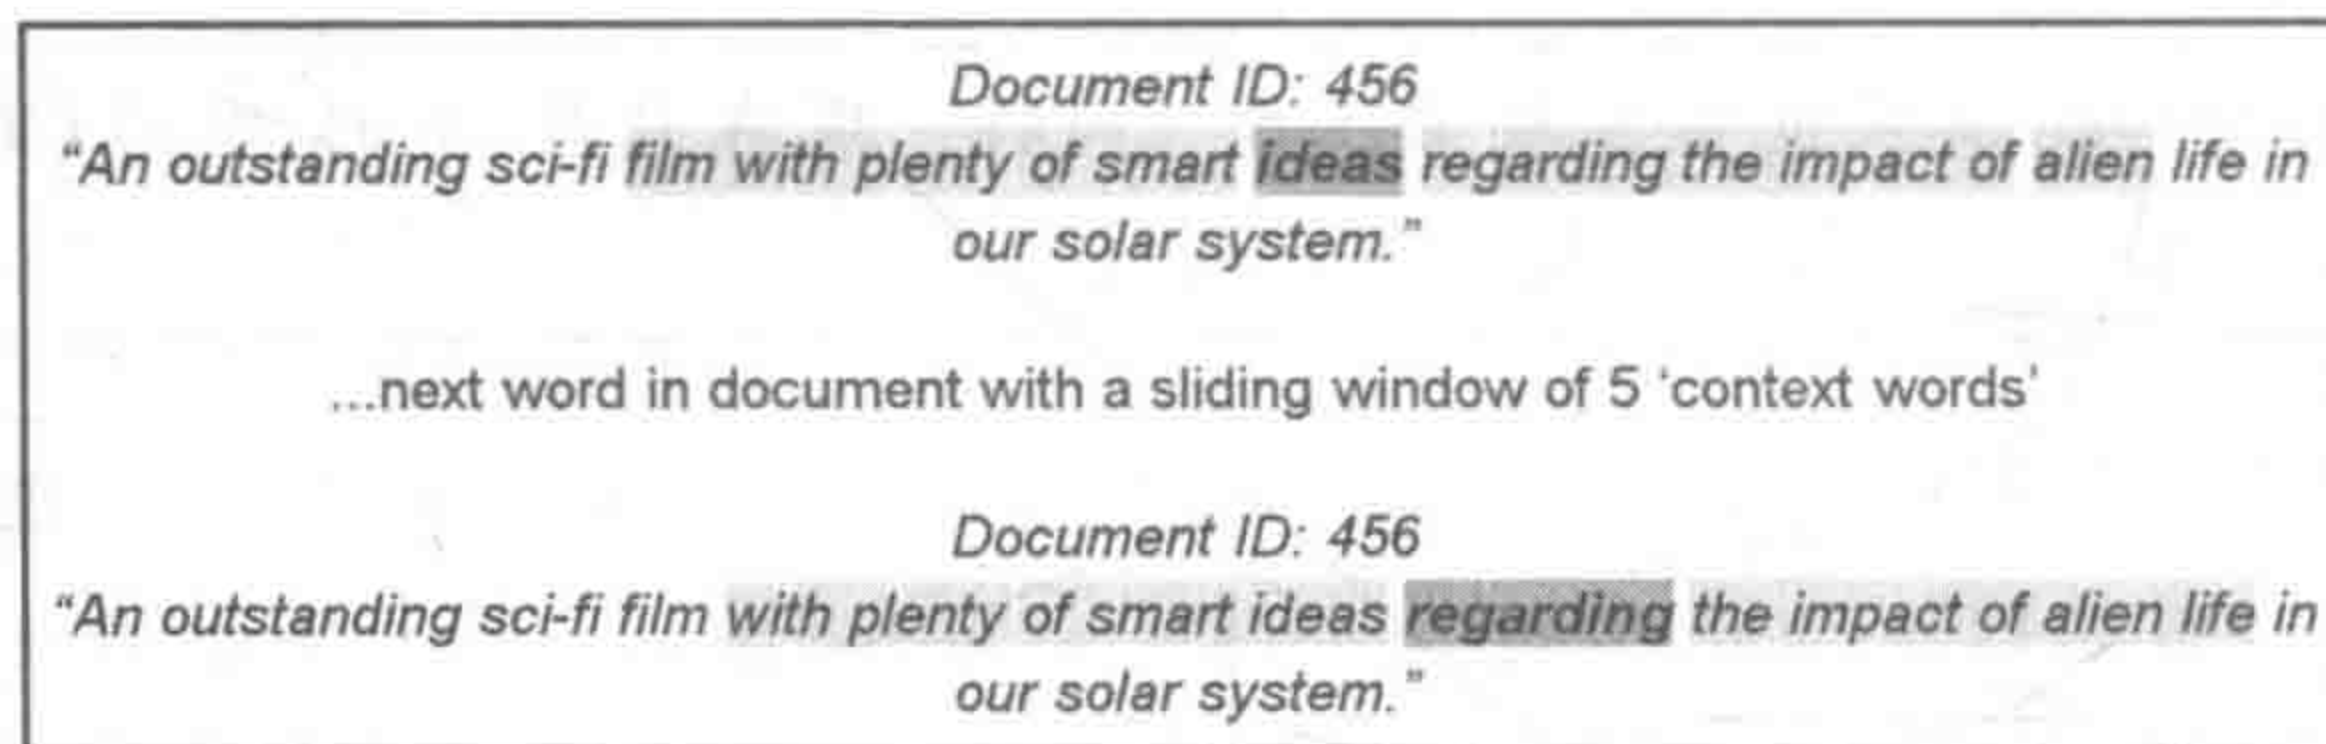 Document ID: 456
“An outstanding sci-fi film with plenty of smart ideas regarding the impact of alien life in
our solar system.”
...next word in document with a sliding window of 5 ‘context words’
Document ID: 456
“An outstanding sci-fi film with plenty of smart ideas regarding the impact of alien life in
our solar system.”